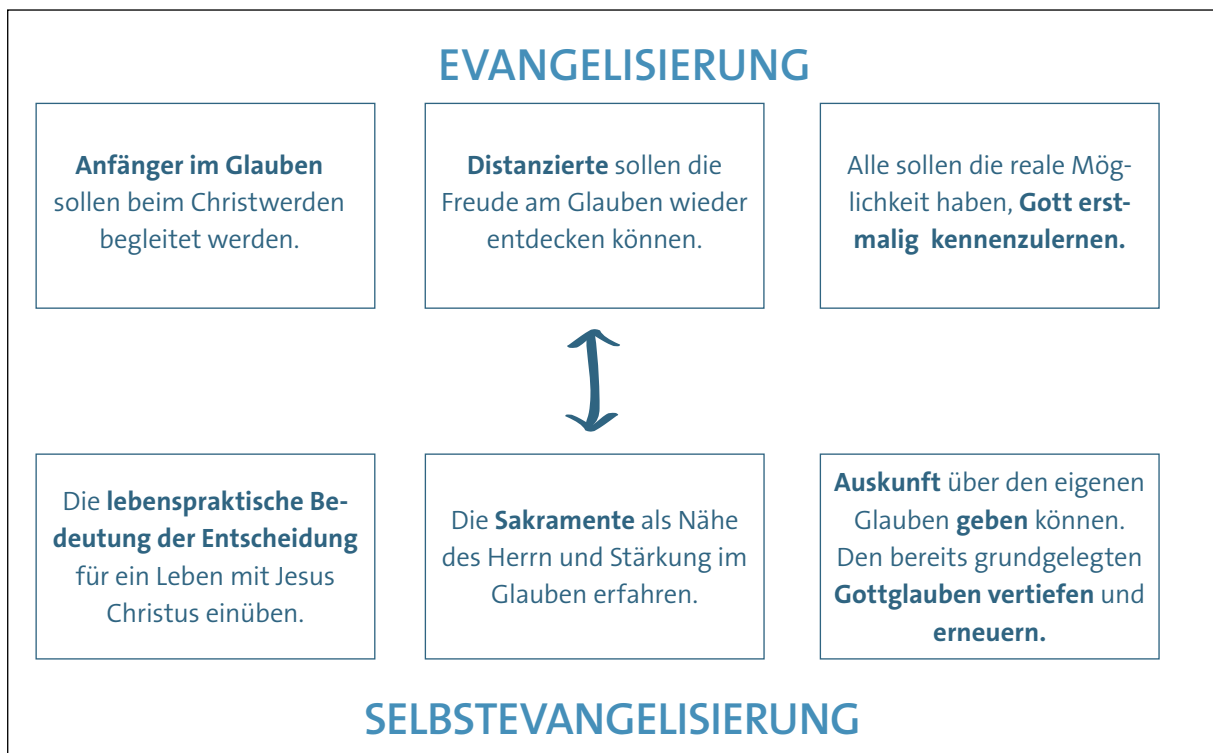 EVANGELISIERUNG
Anfänger im Glauben
sollen beim Christwerden
begleitet werden.
Distanzierte sollen die
Freude am Glauben wieder
entdecken können.
Alle sollen die reale Mög-
lichkeit haben, Gott erst-
malig kennenzulernen.
Die lebenspraktische Be-
deutung der Entscheidung
für ein Leben mit Jesus
Christus einüben.
Die Sakramente als Nähe
des Herrn und Stärkung im
Glauben erfahren.
Auskunft über den eigenen
Glauben geben können.
Den bereits grundgelegten
Gottglauben vertiefen und
erneuern.
SELBSTEVANGELISIERUNG